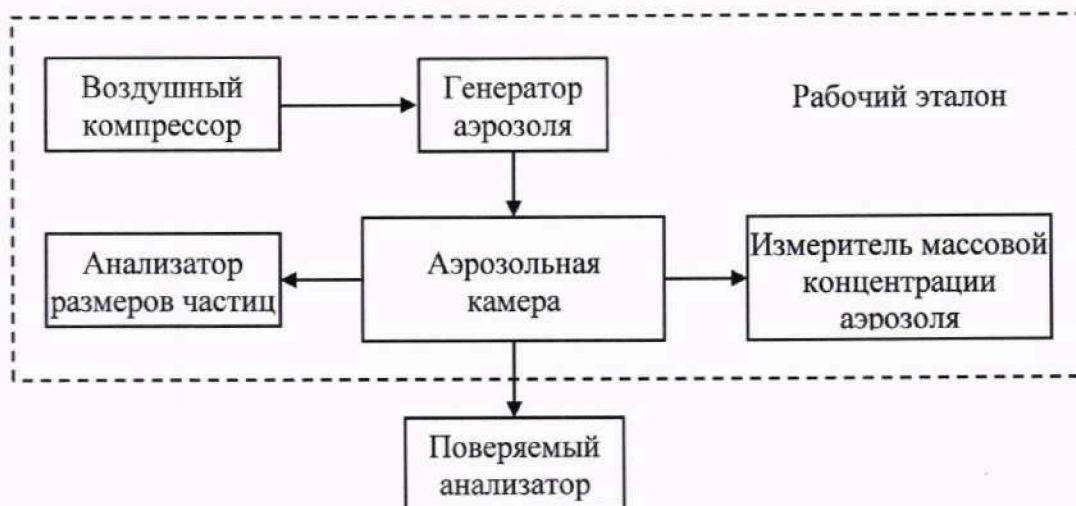 Воздушный
компрессор
Генератор
аэрозоля
Рабочий эталон
Анализатор
размеров частиц
Аэрозольная
камера
Измеритель массовой
концентрации
аэрозоля
Поверяемый
анализатор